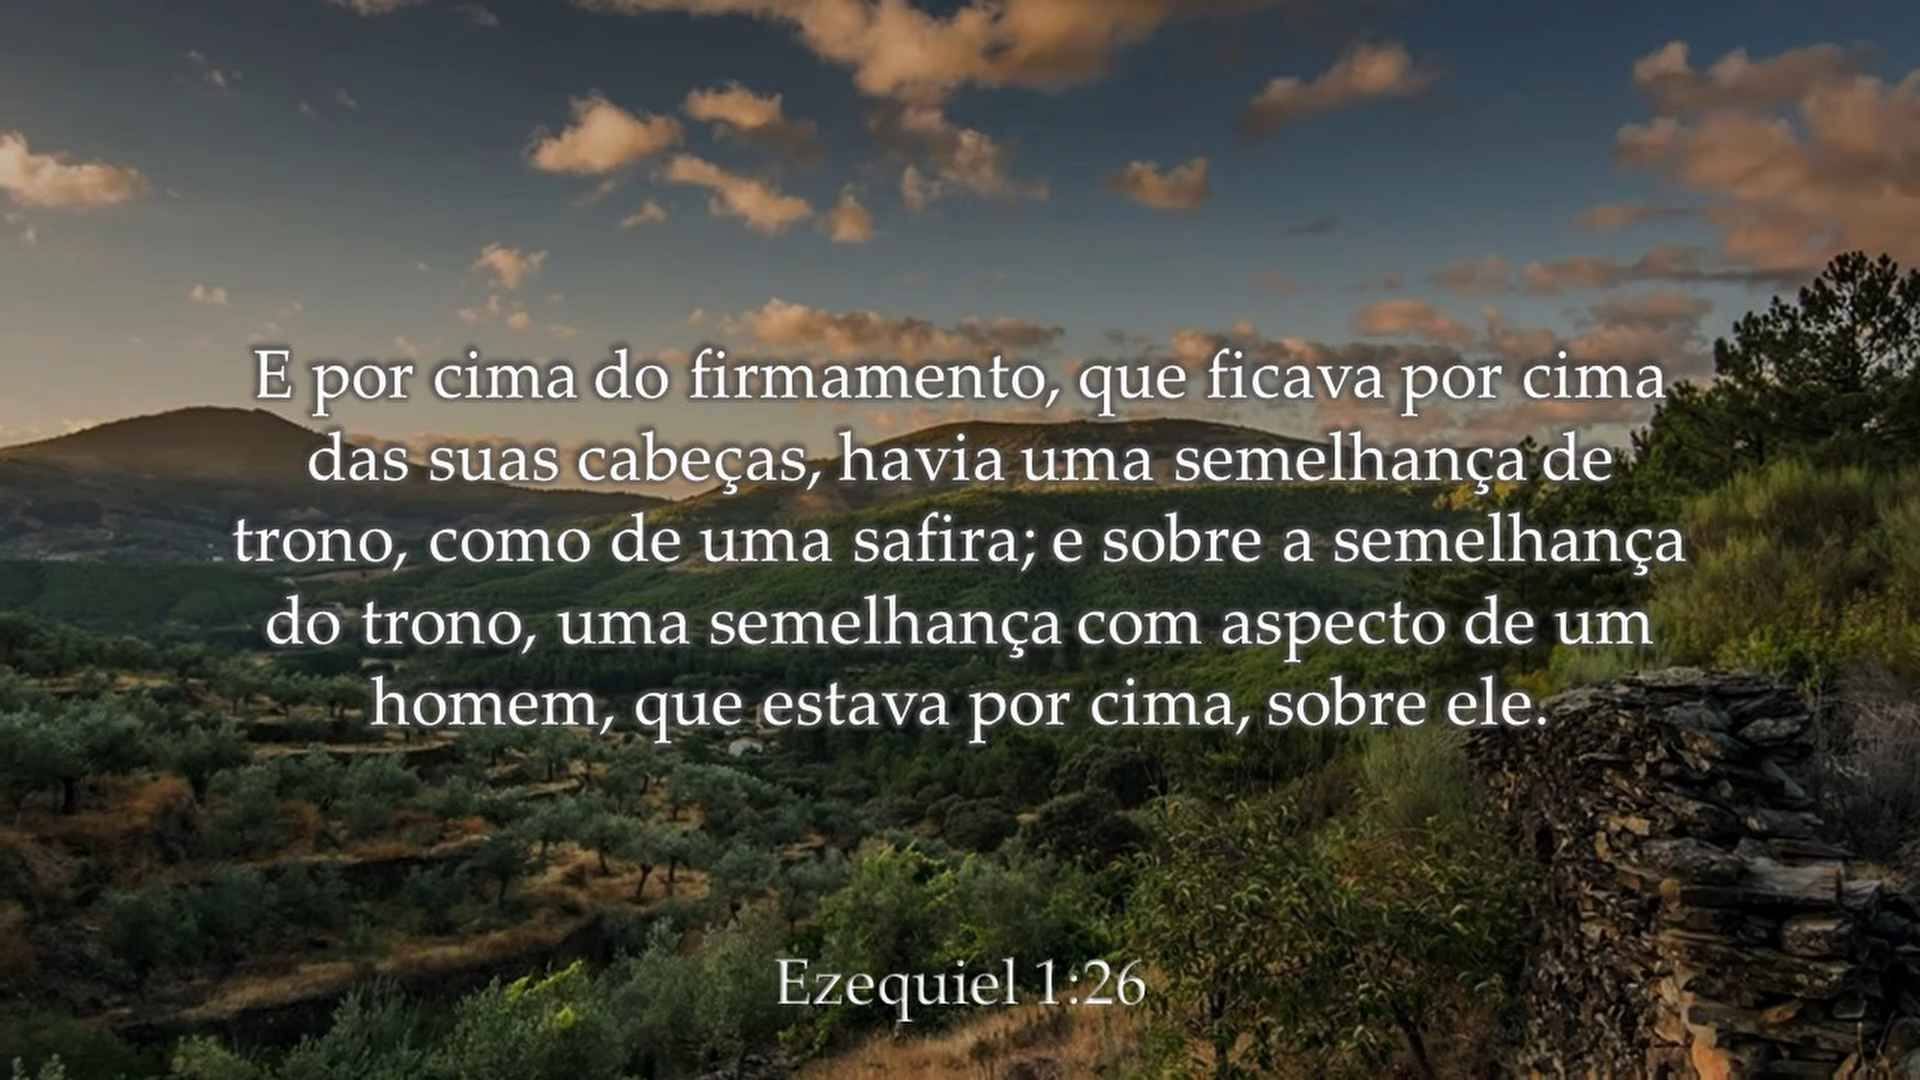 E por cima do firmamento, que ficava por cima
das suas cabeças, havia uma semelhança de
trono, como de uma safira; e sobre a semelhança
do trono, uma semelhança com aspecto de um
homem, que estava por cima, sobre ele.
Ezequiel 1:26